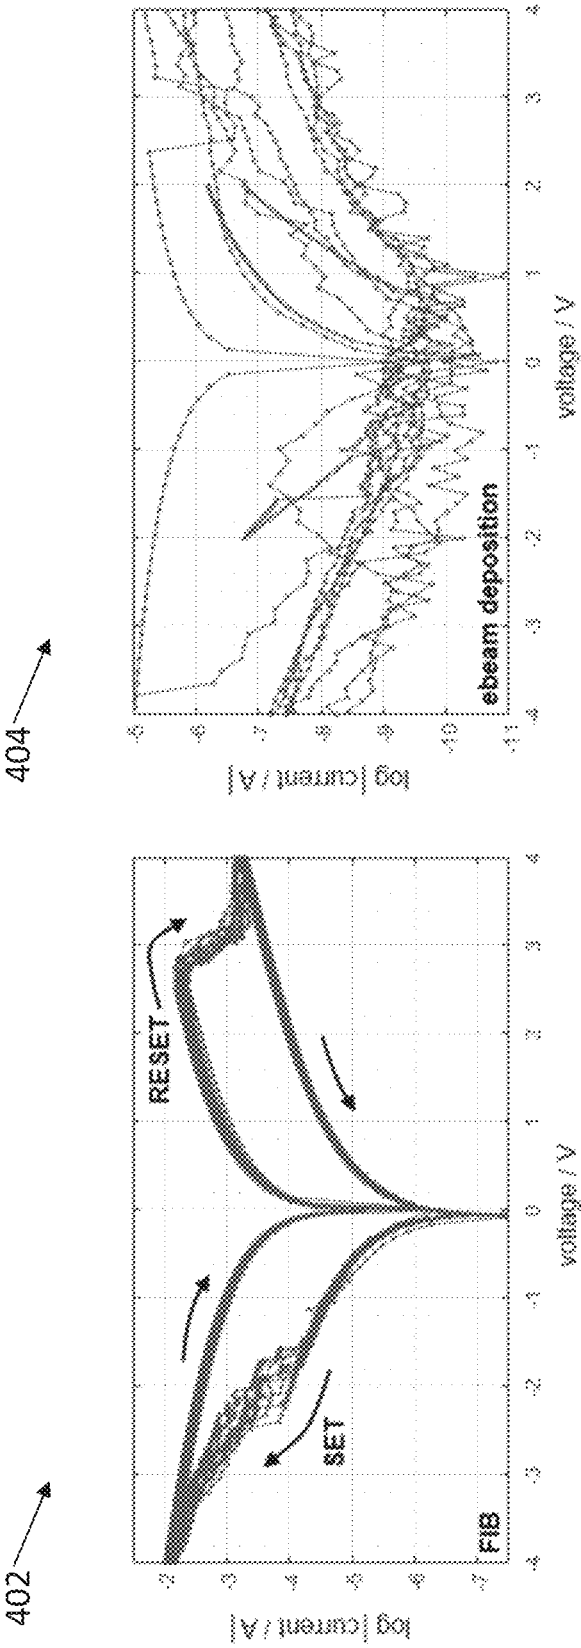 402
-2
-3
-4
-5
-6
-7
log | current / A |
RESET
SET
FIB
-4 -3 -2 -1 0 1 2 3 4
voltage / V
404
-5
-6
-7
-8
-9
-10
-11
log | current / A |
ebeam deposition
-4 -3 -2 -1 0 1 2 3 4
voltage / V